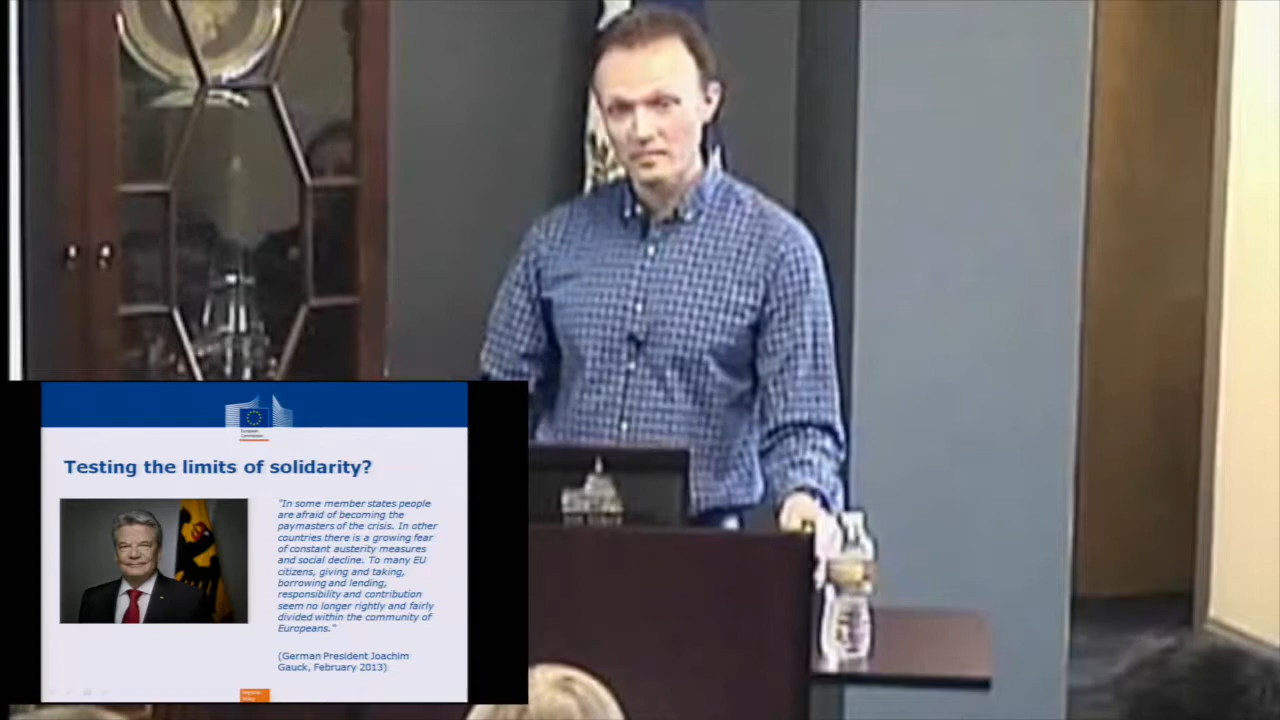 European
Commission
Testing the limits of solidarity?
"In some member states people
are afraid of becoming the
paymasters of the crisis. In other
countries there is a growing fear
of constant austerity measures
and social decline. To many EU
citizens, giving and taking,
borrowing and lending,
responsibility and contribution
seem no longer rightly and fairly
divided within the community of
Europeans."
(German President Joachim
Gauck, February 2013)